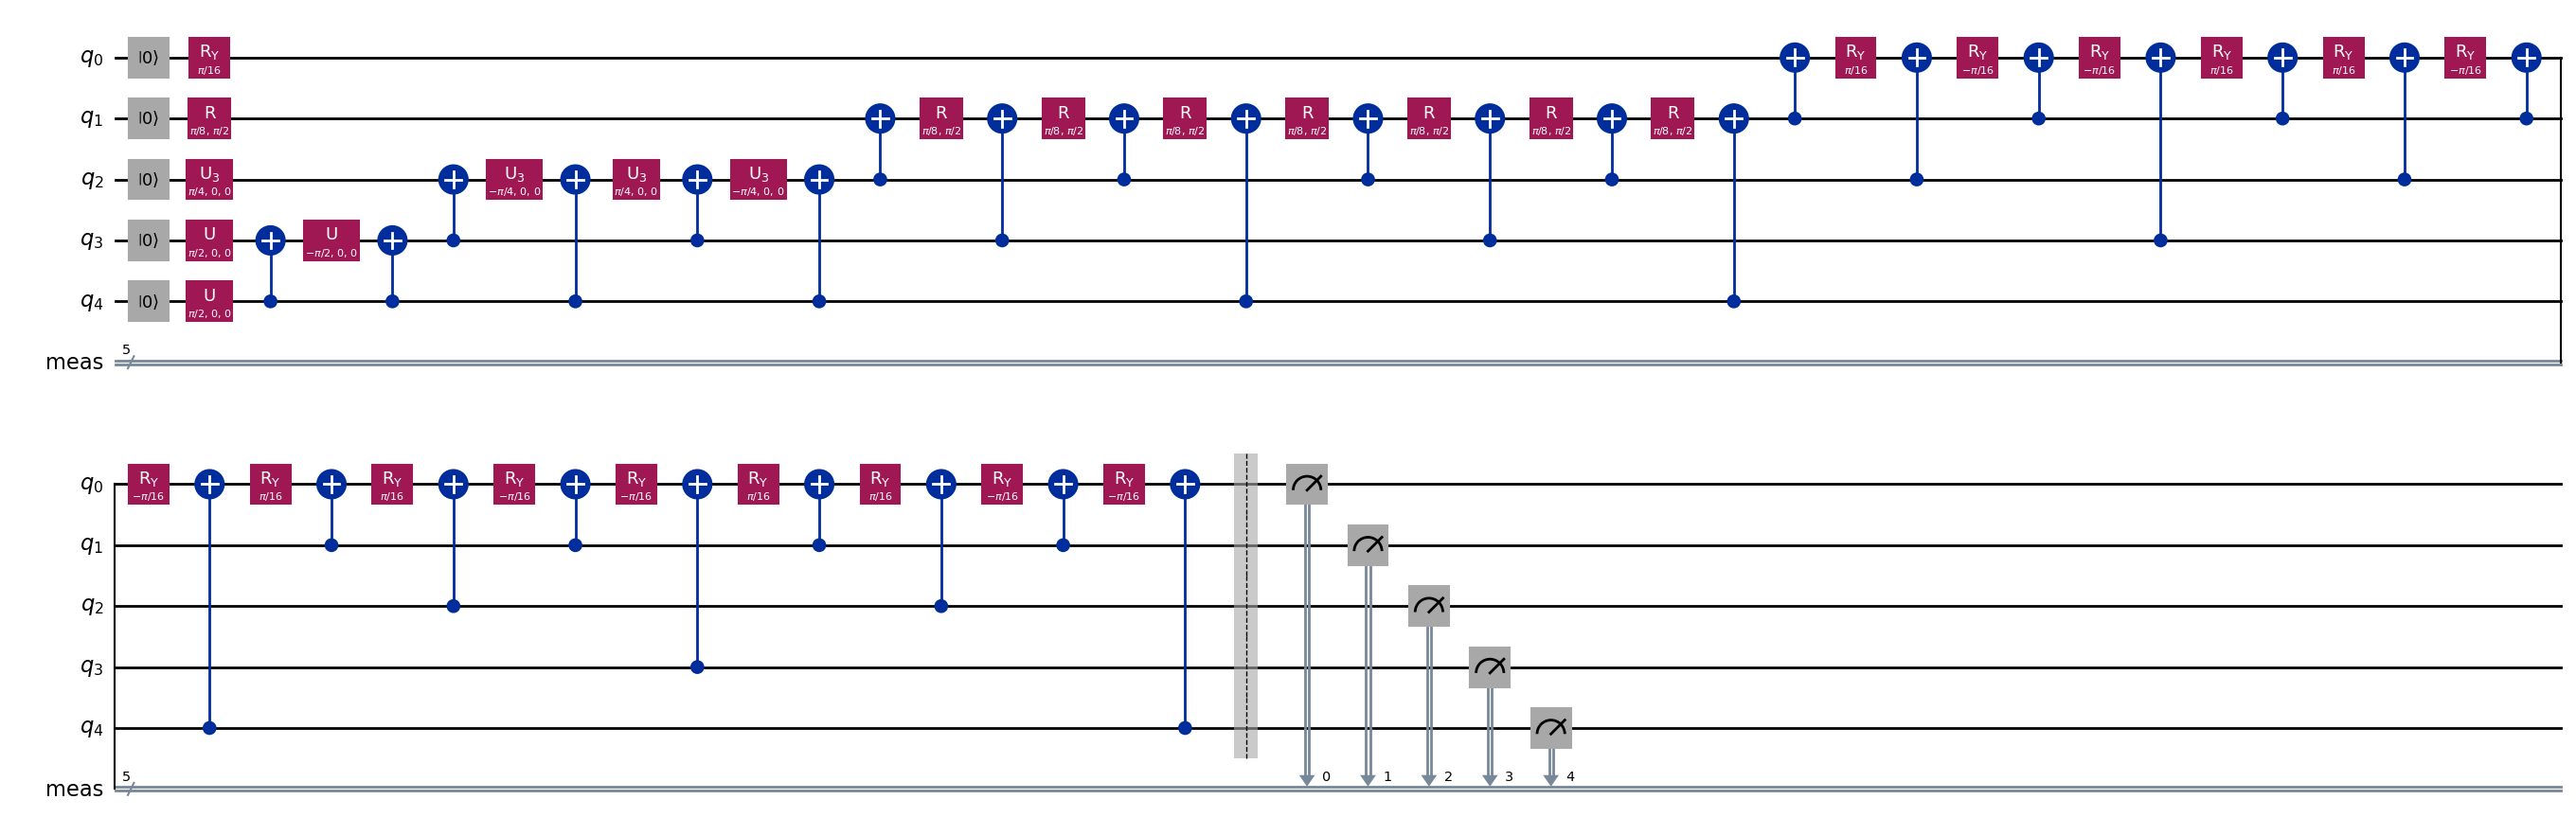 q0 |0⟩ RY π/16 RY π/16 RY −π/16 RY −π/16 RY π/16 RY π/16 RY −π/16
q1 |0⟩ R π/8, π/2 R π/8, π/2 R π/8, π/2 R π/8, π/2 R π/8, π/2 R π/8, π/2 R π/8, π/2 R π/8, π/2
q2 |0⟩ U3 π/4, 0, 0 U3 −π/4, 0, 0 U3 π/4, 0, 0 U3 −π/4, 0, 0
q3 |0⟩ U π/2, 0, 0 U −π/2, 0, 0
q4 |0⟩ U π/2, 0, 0
meas 5
q0 RY −π/16 RY π/16 RY π/16 RY −π/16 RY −π/16 RY π/16 RY π/16 RY −π/16 RY −π/16
q1
q2
q3
q4
meas 5 0 1 2 3 4